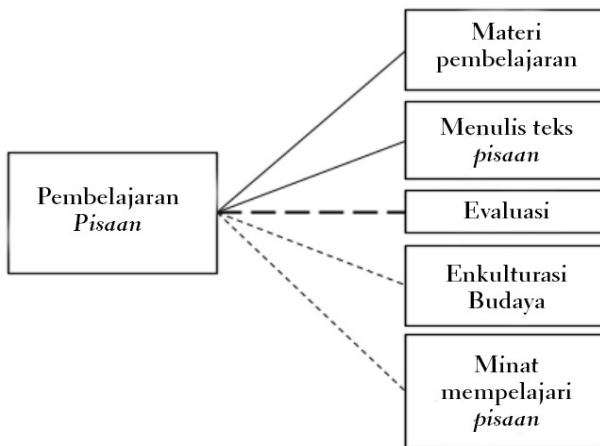 Pembelajaran
Pisaan
Materi
pembelajaran
Menulis teks
pisaan
Evaluasi
Enkulturasi
Budaya
Minat
mempelajari
pisaan